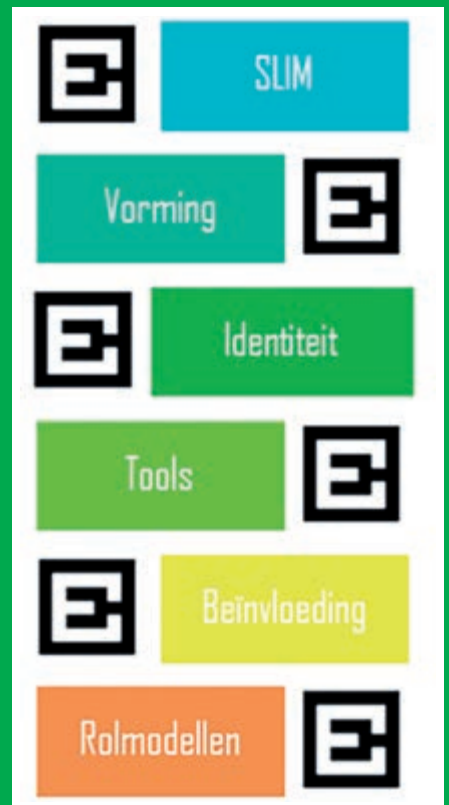 SLIM
Vorming
Identiteit
Tools
Beïnvloeding
Rolmodellen